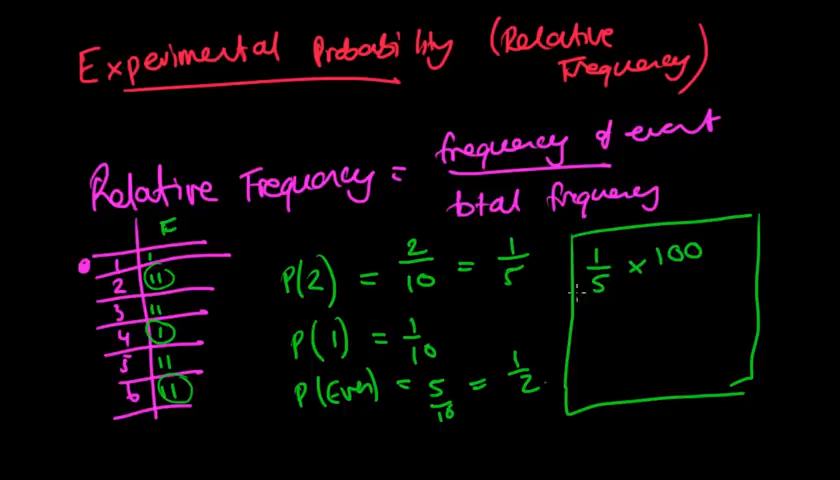 Experimental Probability (Relative
Frequency)
Relative Frequency = frequency of event
total frequency
F
1 1
2 11
3 11
4 1
5 11
6 11
P(2) = 2/10 = 1/5
P(1) = 1/10
P(Even) = 5/10 = 1/2
1/5 × 100